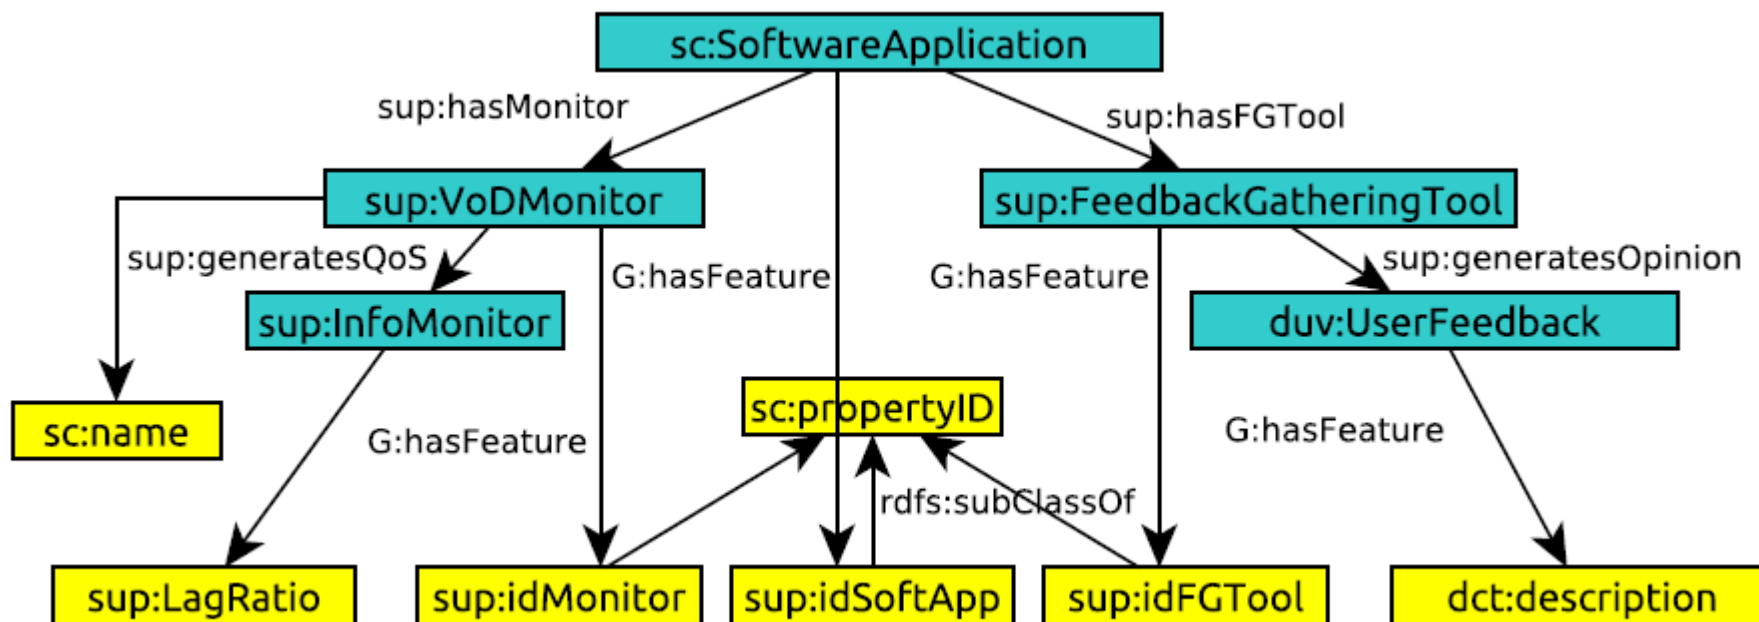 sc:SoftwareApplication
sup:hasMonitor
sup:hasFGTool
sup:VoDMonitor
sup:FeedbackGatheringTool
sup:generatesQoS
G:hasFeature
G:hasFeature
sup:generatesOpinion
sup:InfoMonitor
duv:UserFeedback
sc:propertyID
sc:name
G:hasFeature
G:hasFeature
rdfs:subClassOf
sup:LagRatio
sup:idMonitor
sup:idSoftApp
sup:idFGTool
dct:description